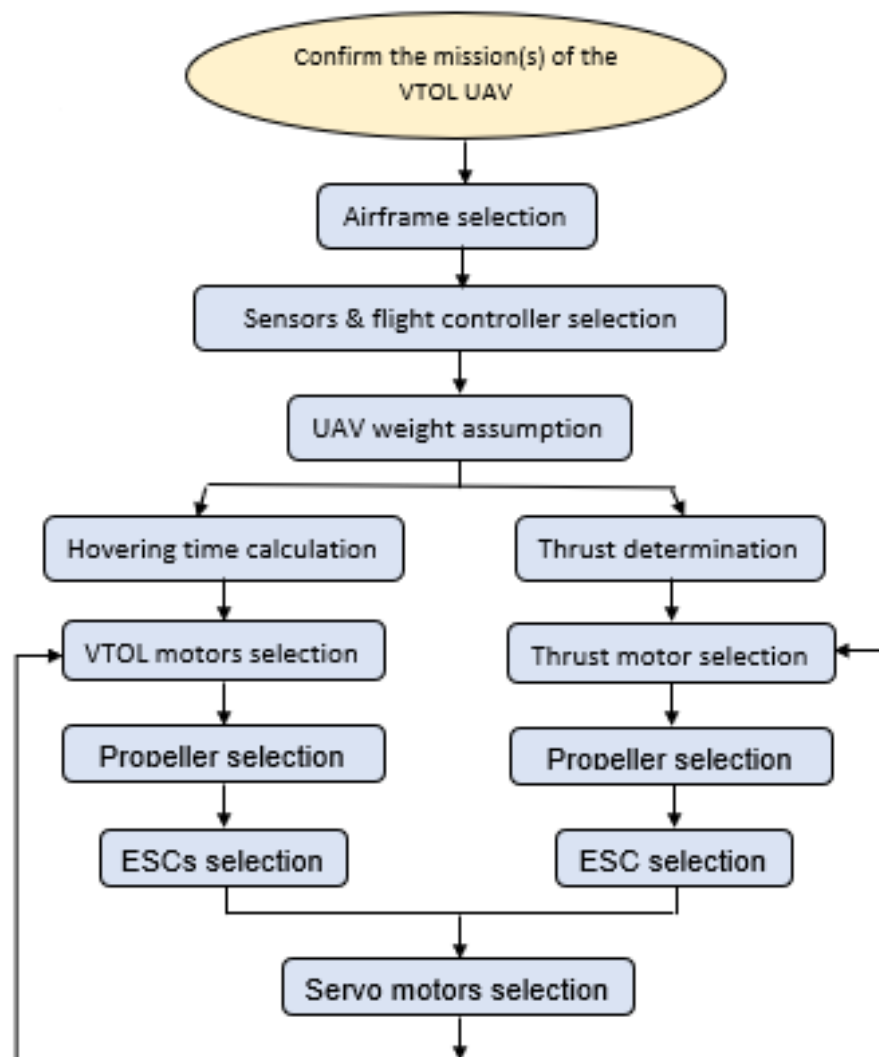 Confirm the mission(s) of the
VTOL UAV
Airframe selection
Sensors & flight controller selection
UAV weight assumption
Hovering time calculation
Thrust determination
VTOL motors selection
Thrust motor selection
Propeller selection
Propeller selection
ESCs selection
ESC selection
Servo motors selection